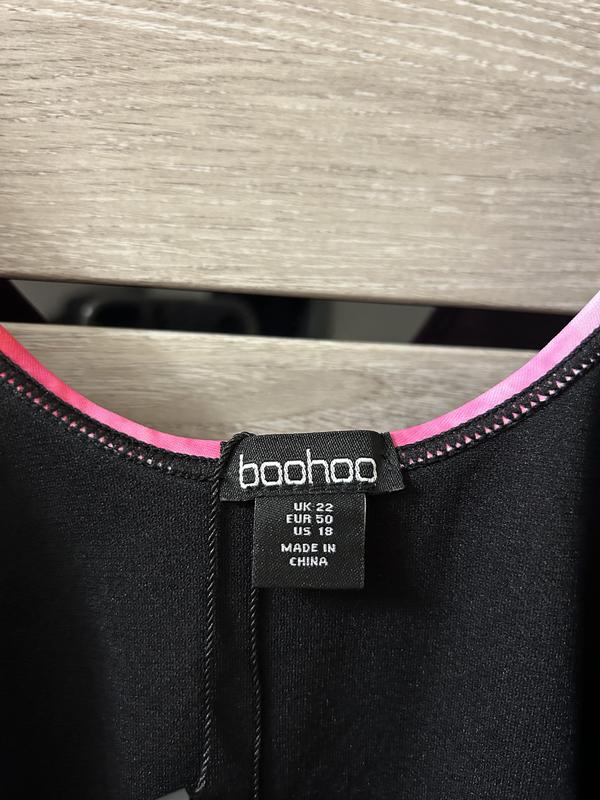 boohoo
UK 22
EUR 50
US 18
MADE IN
CHINA